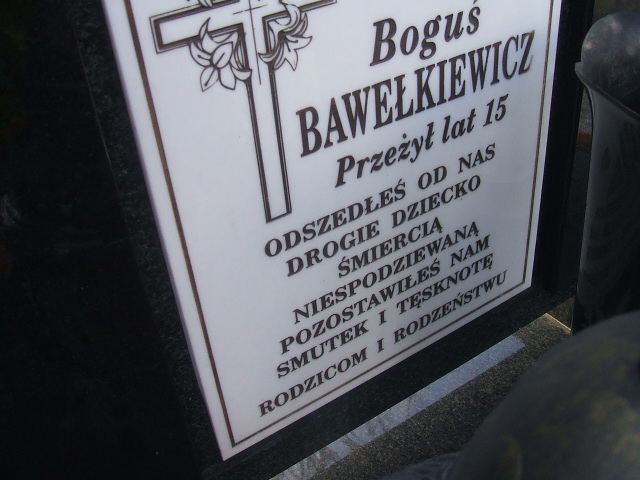 Boguś
BAWEŁKIEWICZ
Przeżył lat 15
ODSZEDŁEŚ OD NAS
DROGIE DZIECKO
ŚMIERCIĄ
NIESPODZIEWANĄ
POZOSTAWIŁEŚ NAM
SMUTEK I TĘSKNOTĘ
RODZICOM I RODZEŃSTWU